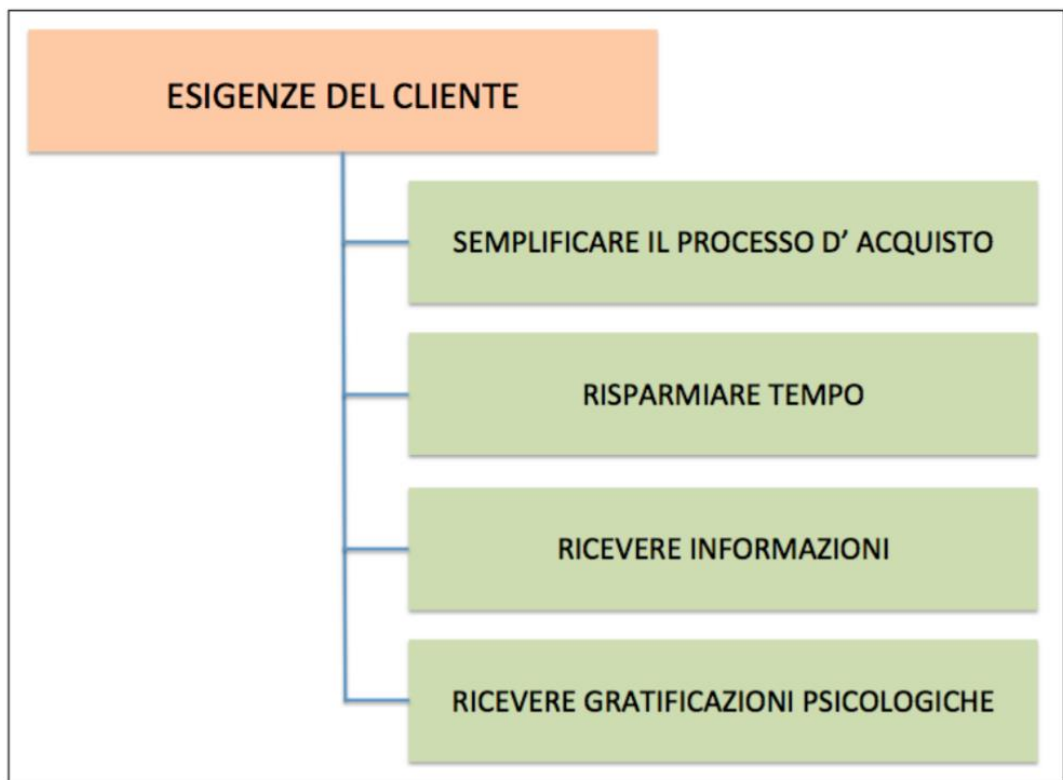 ESIGENZE DEL CLIENTE
SEMPLIFICARE IL PROCESSO D’ ACQUISTO
RISPARMIARE TEMPO
RICEVERE INFORMAZIONI
RICEVERE GRATIFICAZIONI PSICOLOGICHE